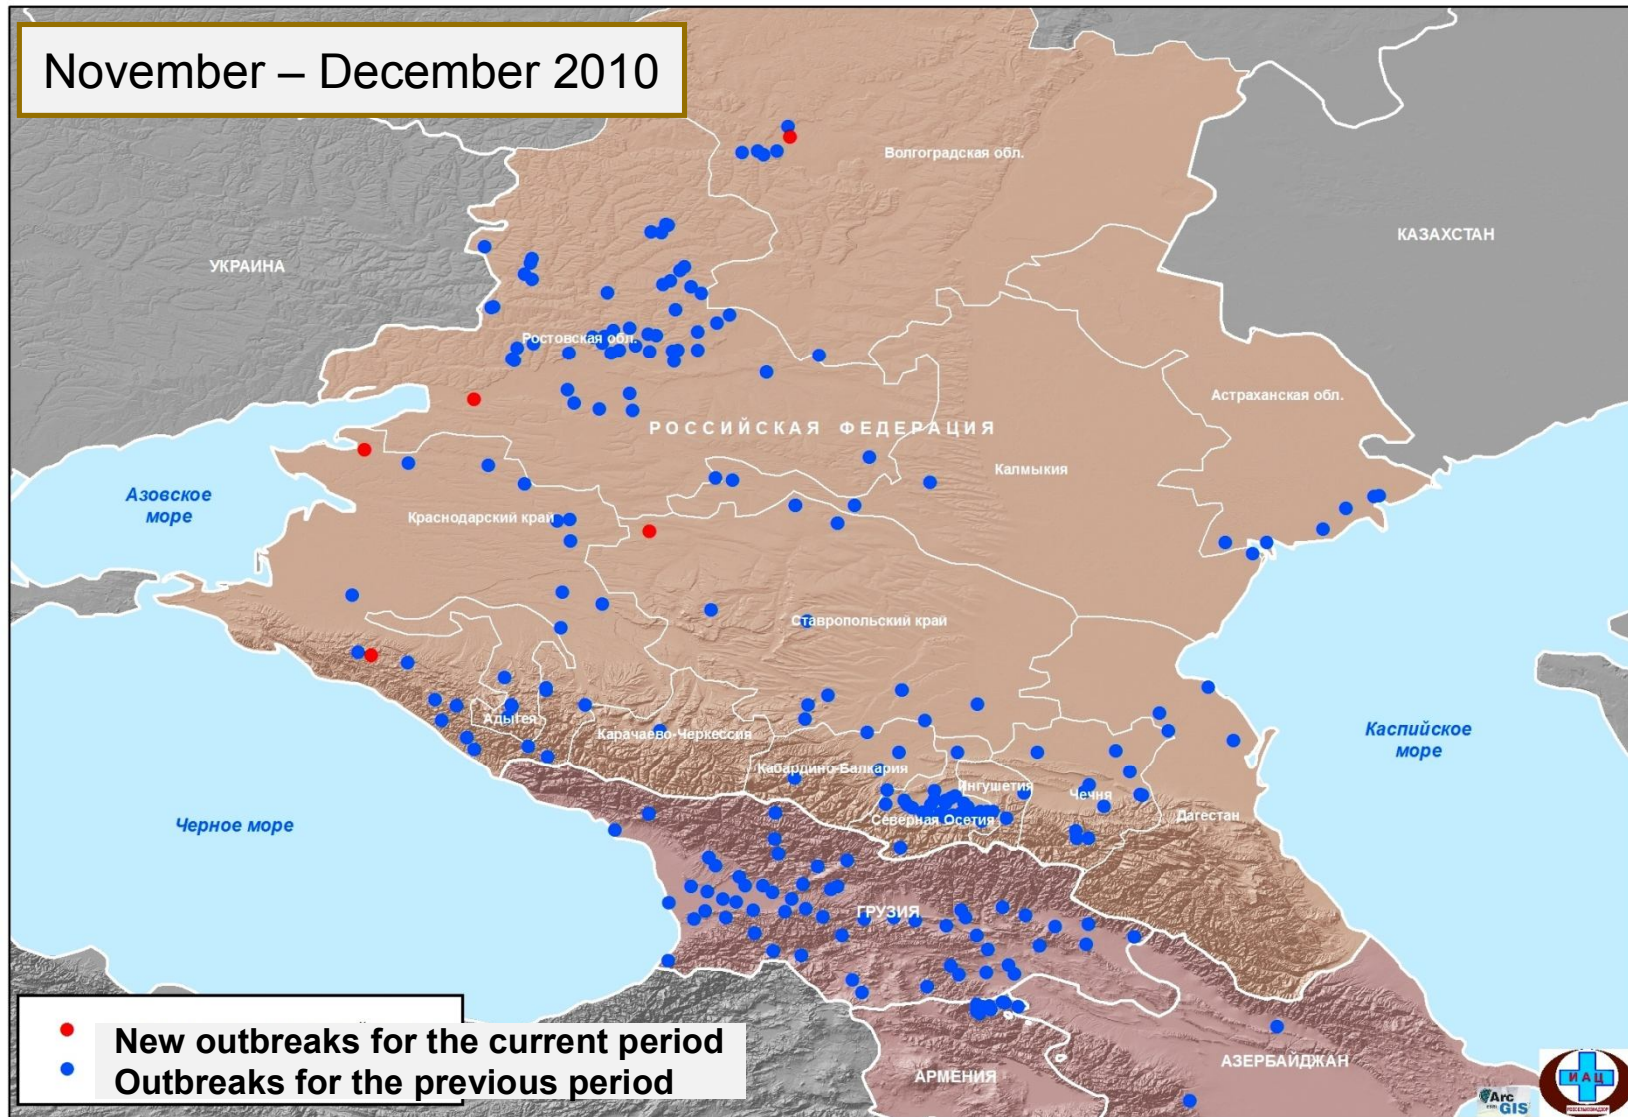 November – December 2010
Волгоградская обл.
КАЗАХСТАН
УКРАИНА
Ростовская обл.
Астраханская обл.
РОССИЙСКАЯ ФЕДЕРАЦИЯ
Калмыкия
Азовское
море
Краснодарский край
Ставропольский край
Адыгея
Карачаево-Черкессия
Каспийское
море
Кабардино-Балкария
Ингушетия
Чечня
Дагестан
Северная Осетия
Черное море
ГРУЗИЯ
New outbreaks for the current period
Outbreaks for the previous period
АРМЕНИЯ
АЗЕРБАЙДЖАН
ИАЦ
Arc
GIS